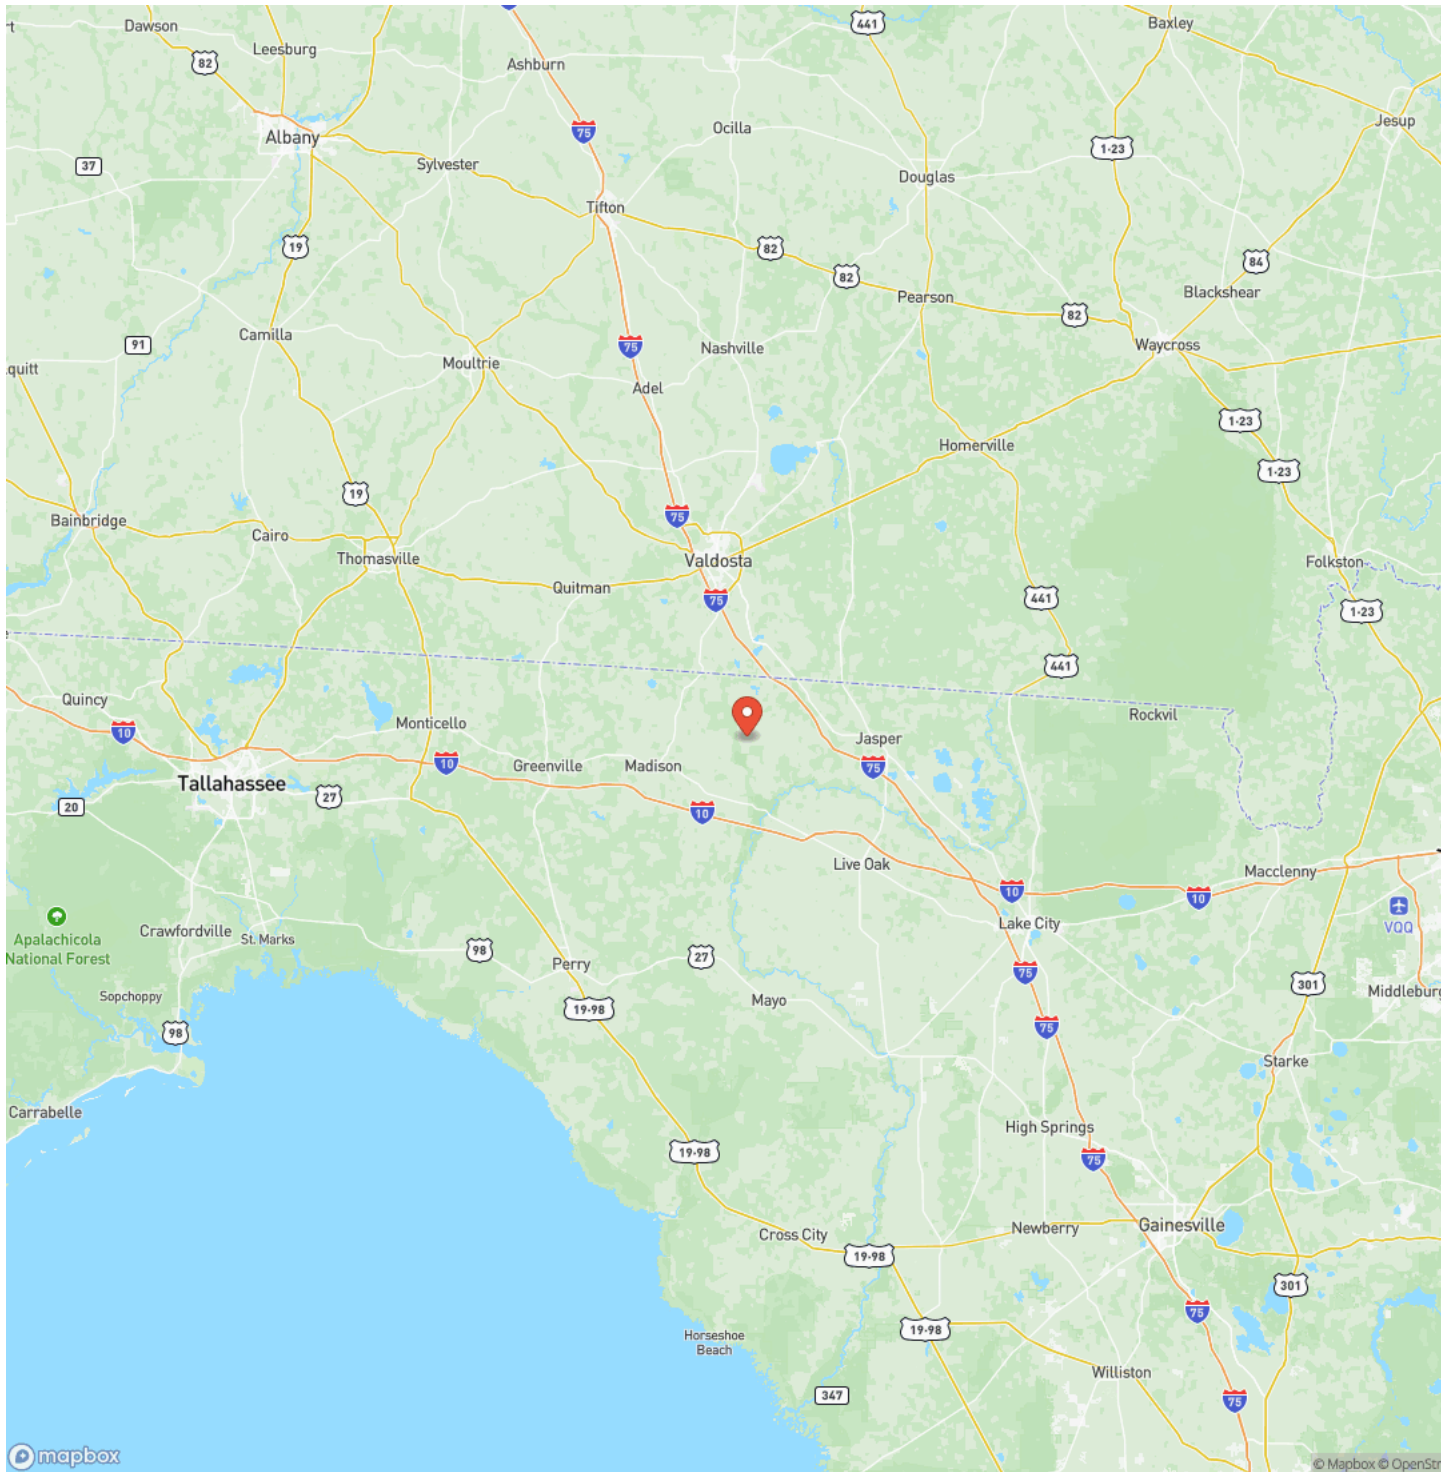 441
Baxley
Dawson
Leesburg
82
Ashburn
75
Ocilla
Jesup
Albany
1-23
37
Sylvester
Douglas
Tifton
19
82
84
82
Pearson
Blackshear
82
Camilla
91
75
Nashville
Waycross
quitt
Moultrie
Adel
1-23
Homerville
1-23
19
75
Bainbridge
Cairo
Thomasville
Valdosta
Folkston
Quitman
75
441
1-23
441
Quincy
Monticello
Rockvil
10
Jasper
10
Greenville
Madison
75
Tallahassee
27
20
10
Live Oak
Macclenny
10
10
VQQ
Apalachicola
National Forest
Crawfordville
St. Marks
98
Lake City
27
Perry
75
301
Sopchoppy
Mayo
Middleburg
19-98
98
75
Starke
Carrabelle
High Springs
19-98
75
Cross City
Newberry
Gainesville
19-98
301
75
Horseshoe
Beach
19-98
Williston
347
75
mapbox
© Mapbox © OpenStr